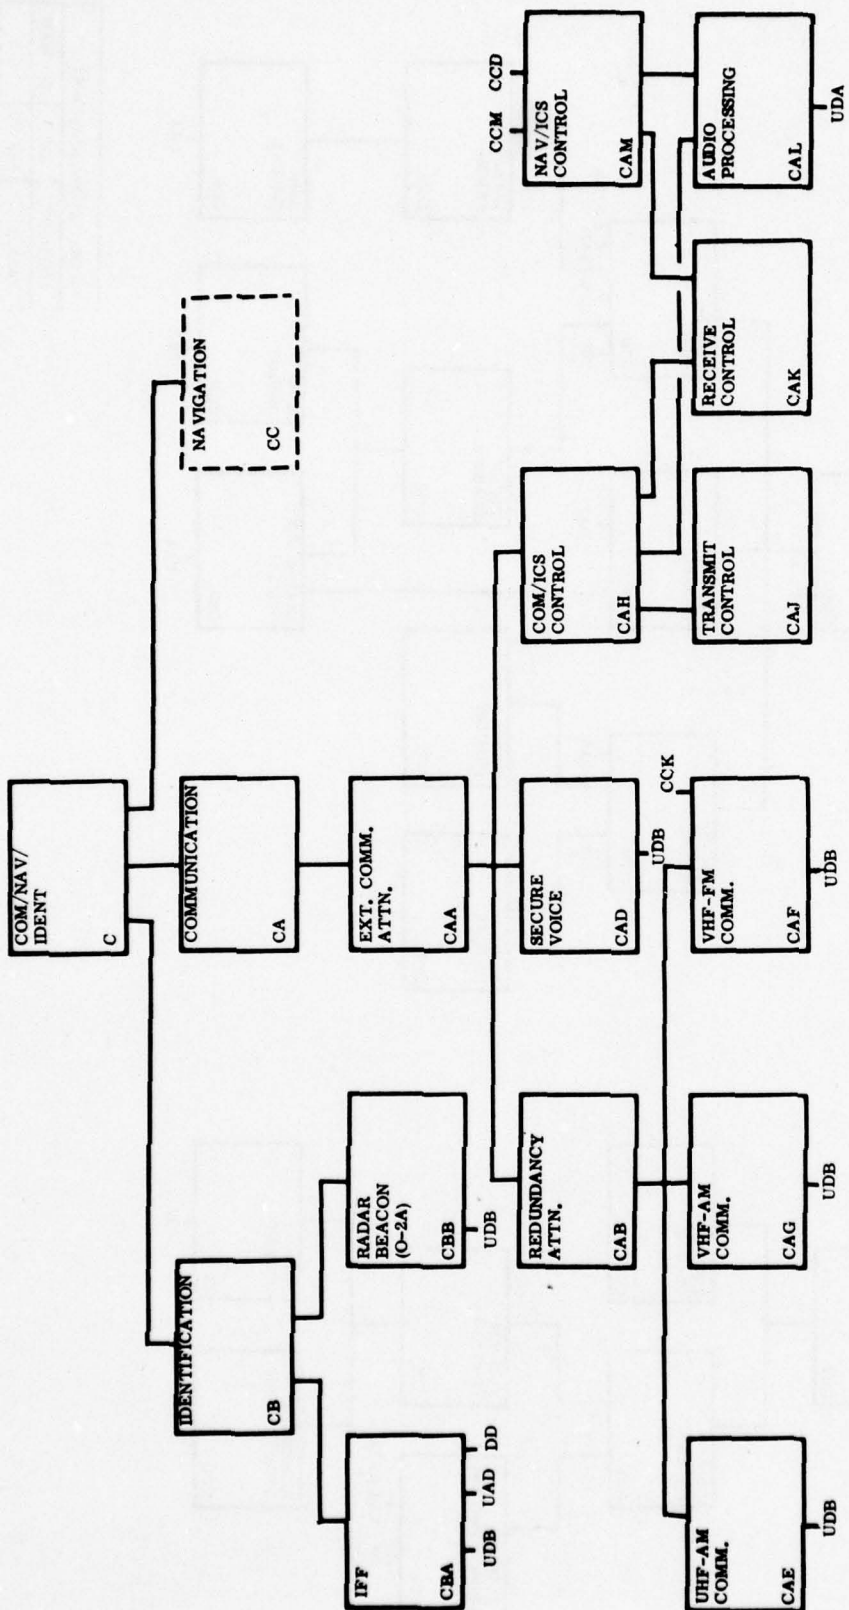 COM/NAV/
IDENT
C
IDENTIFICATION
CB
COMMUNICATION
CA
NAVIGATION
CC
IFF
CBA
UDB
UAD
DD
RADAR
BEACON
(O-2A)
CBB
UDB
EXT. COMM.
ATTN.
CAA
REDUNDANCY
ATTN.
CAB
SECURE
VOICE
CAD
UDB
COM/ICS
CONTROL
CAH
CCM
CCD
NAV/ICS
CONTROL
CAM
UHF-AM
COMM.
CAE
UDB
VHF-AM
COMM.
CAG
UDB
CCK
VHF-FM
COMM.
CAF
UDB
TRANSMIT
CONTROL
CAJ
RECEIVE
CONTROL
CAK
AUDIO
PROCESSING
CAL
UDA